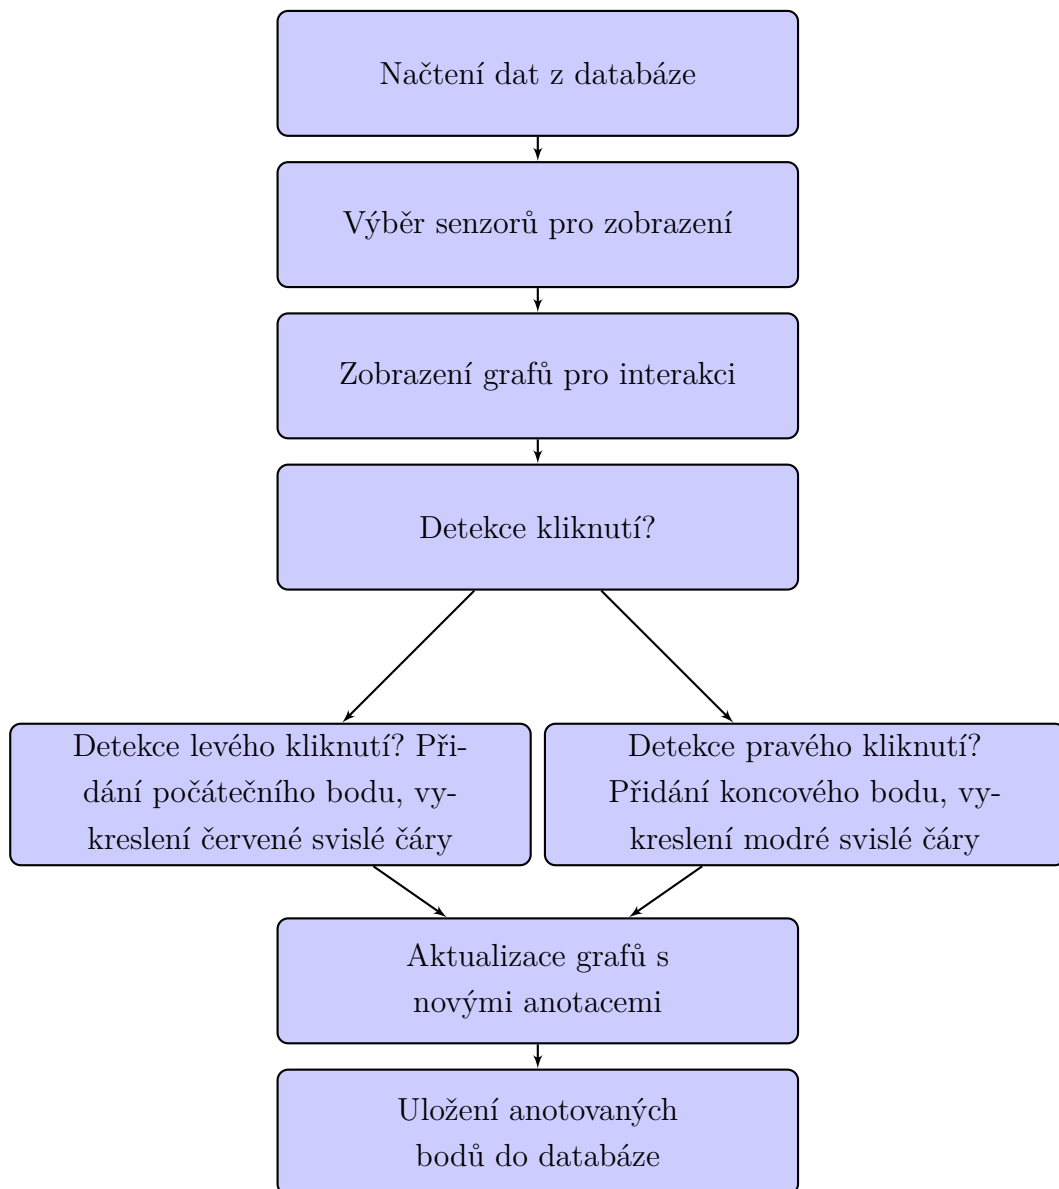 Načtení dat z databáze
Výběr senzorů pro zobrazení
Zobrazení grafů pro interakci
Detekce kliknutí?
Detekce levého kliknutí? Při-
dání počátečního bodu, vy-
kreslení červené svislé čáry
Detekce pravého kliknutí?
Přidání koncového bodu, vy-
kreslení modré svislé čáry
Aktualizace grafů s
novými anotacemi
Uložení anotovaných
bodů do databáze